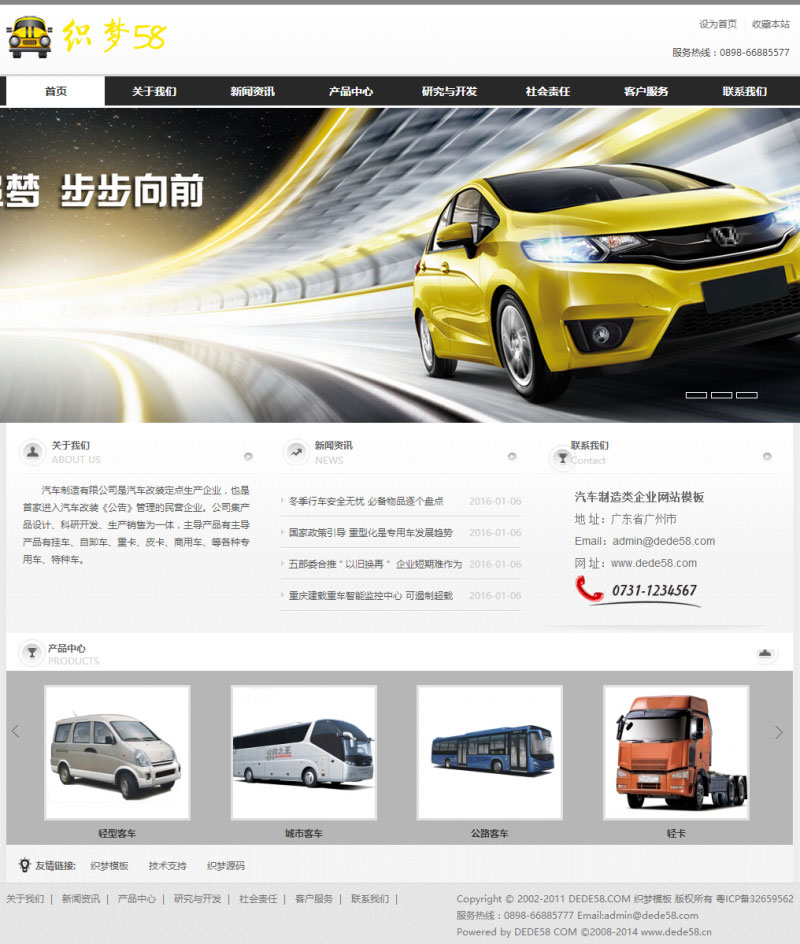 织梦58
设为首页 | 收藏本站
服务热线：0898-66885577
首页 关于我们 新闻资讯 产品中心 研究与开发 社会责任 客户服务 联系我们
梦 步步向前
关于我们
ABOUT US
汽车制造有限公司是汽车改装定点生产企业，也是
首家进入汽车改装《公告》管理的民营企业。公司集产
品设计、科研开发、生产销售为一体，主导产品有主导
产品有挂车、自卸车、重卡、皮卡、商用车、等各种专
用车、特种车。
新闻资讯
NEWS
冬季行车安全无忧 必备物品逐个盘点 2016-01-06
国家政策引导 重型化是专用车发展趋势 2016-01-06
五部委合推“以旧换再” 企业短期难作为 2016-01-06
重庆建载重车智能监控中心 可遏制超载 2016-01-06
联系我们
Contact
汽车制造类企业网站模板
地 址：广东省广州市
Email：admin@dede58.com
网 址：www.dede58.com
0731-1234567
产品中心
PRODUCTS
轻型客车 城市客车 公路客车 轻卡
友情链接: 织梦模板 技术支持 织梦源码
关于我们 | 新闻资讯 | 产品中心 | 研究与开发 | 社会责任 | 客户服务 | 联系我们 |
Copyright © 2002-2011 DEDE58.COM 织梦模板 版权所有 粤ICP备32659562
服务热线：0898-66885777 Email:admin@dede58.com
Powered by DEDE58 COM ©2008-2014 www.dede58.cn